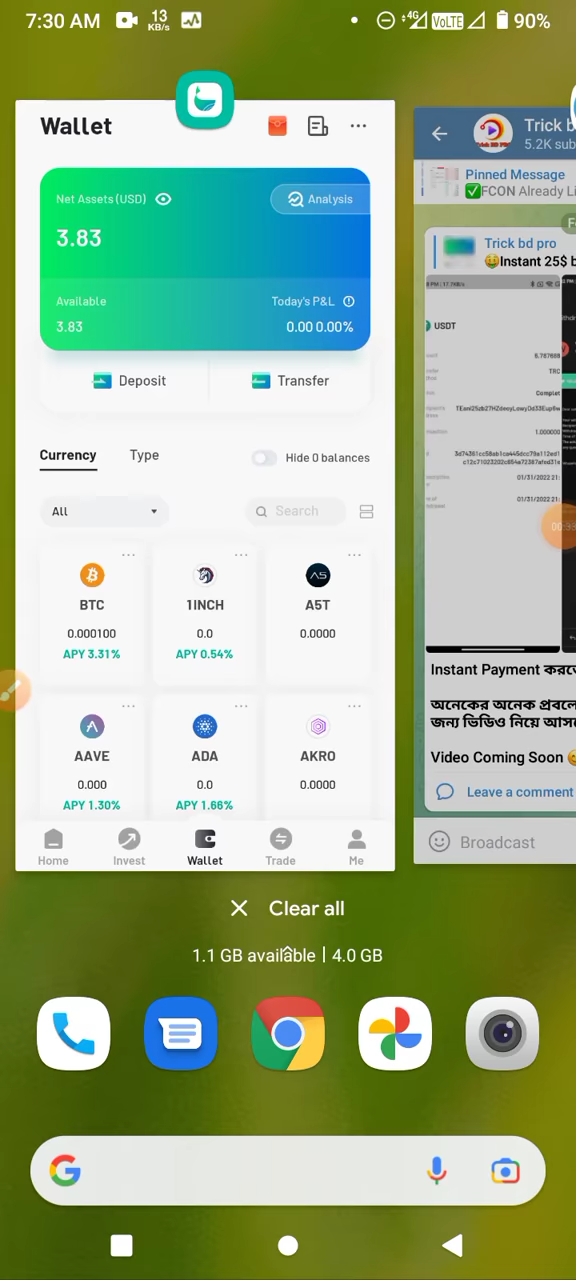 7:30 AM
13
KB/s
4G
VoLTE
90%
Wallet
Net Assets (USD)
Analysis
3.83
Available
Today's P&L
3.83
0.00 0.00%
Deposit
Transfer
Currency
Type
Hide 0 balances
All
Search
BTC
1INCH
A5T
0.000100
0.0
0.0000
APY 3.31%
APY 0.54%
AAVE
ADA
AKRO
0.000
0.0
0.0000
APY 1.30%
APY 1.66%
Home
Invest
Wallet
Trade
Me
Trick b
5.2K sub
Pinned Message
✅FCON Already Li
Trick bd pro
🤑Instant 25$ b
USDT
TRC
Complet
1.000000
01/31/2022 21:
01/31/2022 21:
Instant Payment করতে
অনেকের অনেক প্রবলে
জন্য ভিডিও নিয়ে আস
Video Coming Soon
Leave a comment
Broadcast
Clear all
1.1 GB available | 4.0 GB